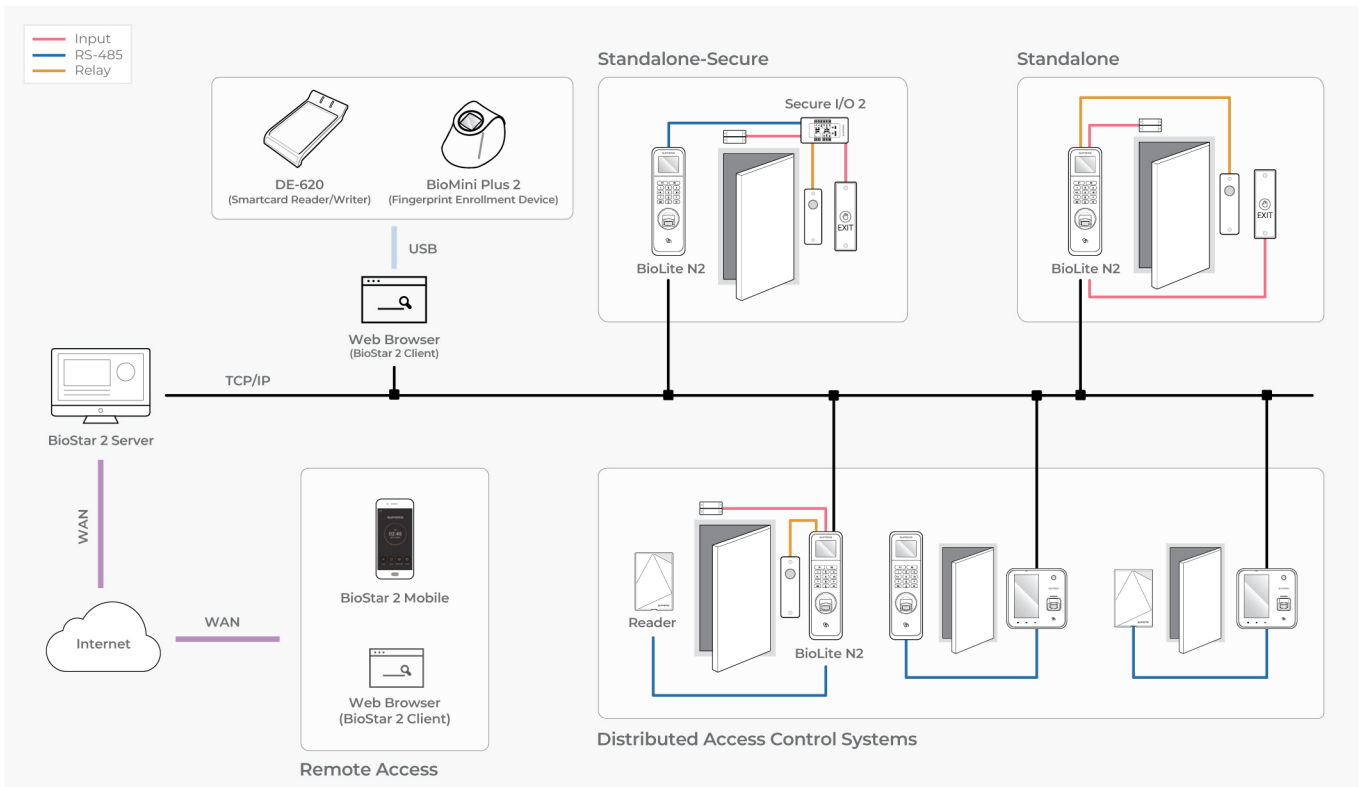 Input
RS-485
Relay
DE-620
(Smartcard Reader/Writer)
BioMini Plus 2
(Fingerprint Enrollment Device)
USB
Web Browser
(BioStar 2 Client)
Standalone-Secure
Secure I/O 2
BioLite N2
EXIT
Standalone
BioLite N2
EXIT
TCP/IP
BioStar 2 Server
WAN
Internet
WAN
BioStar 2 Mobile
Web Browser
(BioStar 2 Client)
Remote Access
Reader
BioLite N2
Distributed Access Control Systems